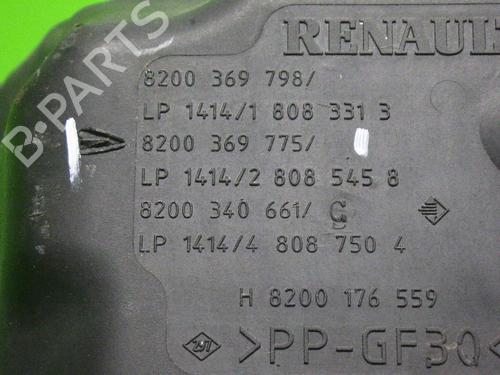 RENAULT
8200 369 798/
LP 1414/1 808 331 3
8200 369 775/
LP 1414/2 808 545 8
8200 340 661/ G
LP 1414/4 808 750 4
H 8200 176 559
297 >PP-GF30<
B-PARTS